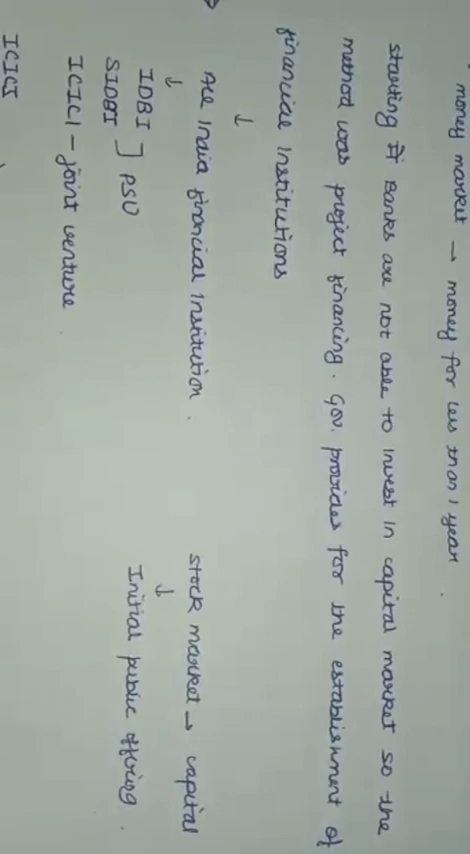 money market → money for less than 1 year
starting में Banks are not able to invest in capital market so the
method was project financing. Gov. provides for the establishment of
financial Institutions
↓
All India financial Institution.
↓
IDBI
SIDBI ] PSU
ICICI - joint venture
stock market → capital
↓
Initial public offering.
ICICI